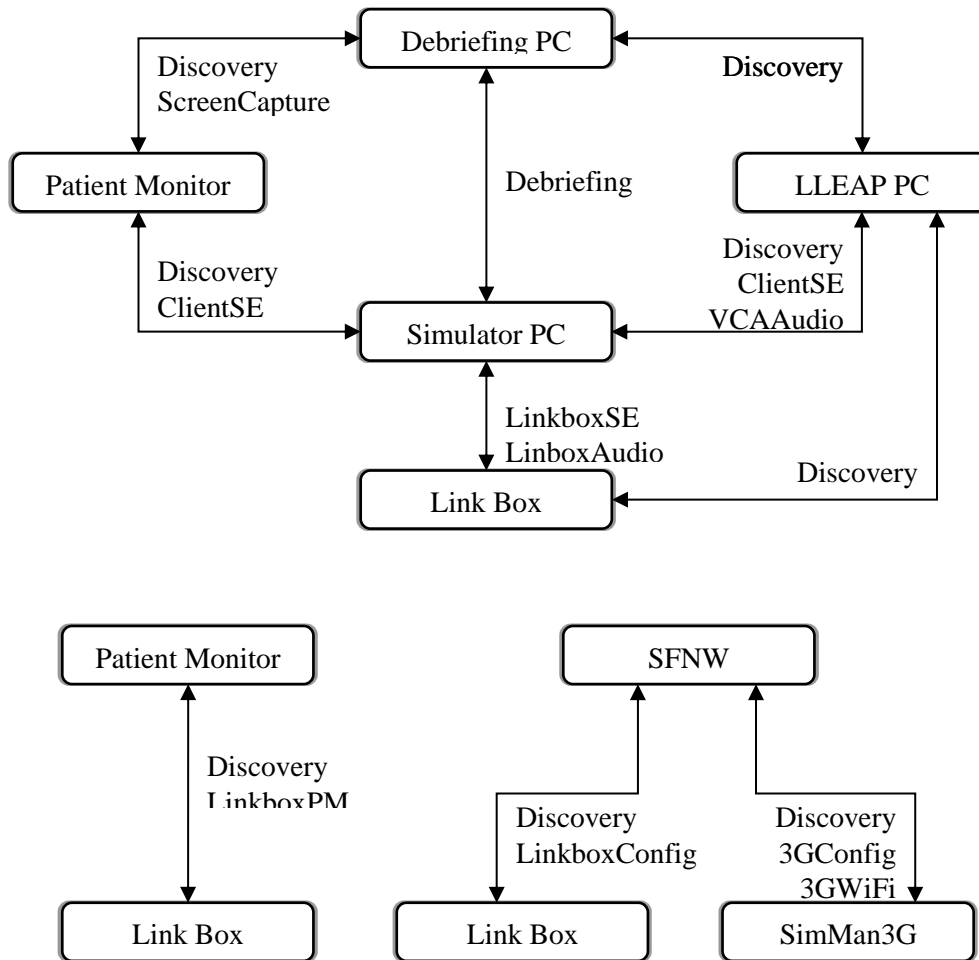 Debriefing PC
Discovery
ScreenCapture
Discovery
Patient Monitor
LLEAP PC
Debriefing
Discovery
ClientSE
Discovery
ClientSE
VCAAudio
Simulator PC
LinkboxSE
LinboxAudio
Discovery
Link Box
Patient Monitor
SFNW
Discovery
LinkboxPM
Discovery
LinkboxConfig
Discovery
3GConfig
3GWiFi
Link Box
Link Box
SimMan3G